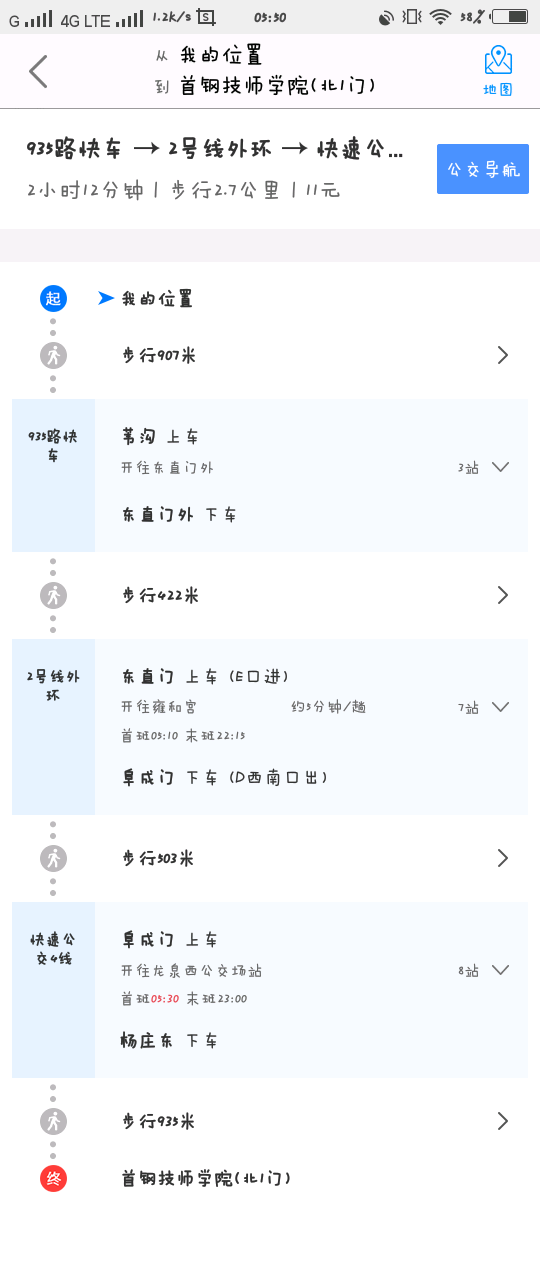 G 4G LTE 1.2K/s S 05:50 58%
从 我的位置
到 首钢技师学院(北1门)
地图
935路快车 → 2号线外环 → 快速公...
2小时12分钟 | 步行2.7公里 | 11元
公交导航
起 我的位置
步行907米
935路快车
苇沟 上车
开往东直门外 3站
东直门外 下车
步行422米
2号线外环
东直门 上车 (E口进)
开往雍和宫 约5分钟/趟 7站
首班05:10 末班22:15
阜成门 下车 (D西南口出)
步行503米
快速公交4线
阜成门 上车
开往龙泉西公交场站 8站
首班05:30 末班23:00
杨庄东 下车
步行935米
终 首钢技师学院(北1门)